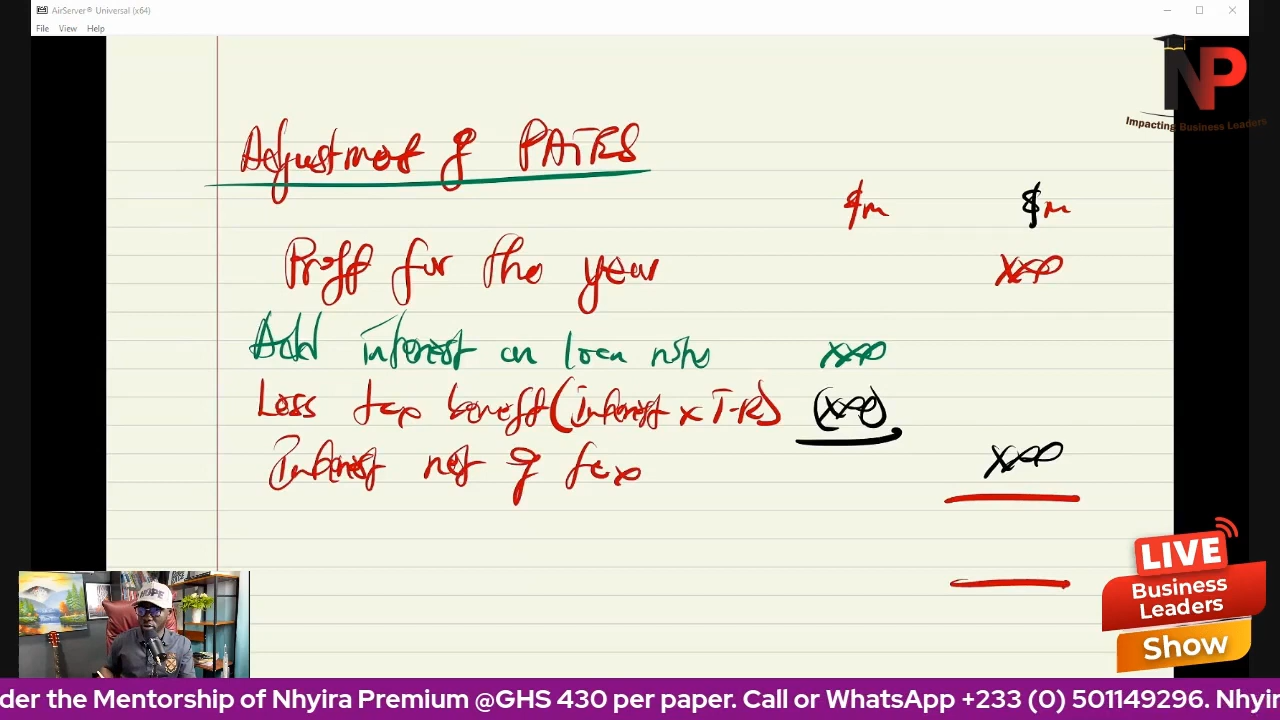 AirServer® Universal (x64)
File View Help
NP
Impacting Business Leaders
Adjustment of PATES
$m $m
Profit for the year xxx
Add interest on loan notes xxx
Less tax benefit (Interest x T-R) (xxx)
Interest net of tax xxx
LIVE
Business
Leaders
Show
der the Mentorship of Nhyira Premium @GHS 430 per paper. Call or WhatsApp +233 (0) 501149296. Nhyir